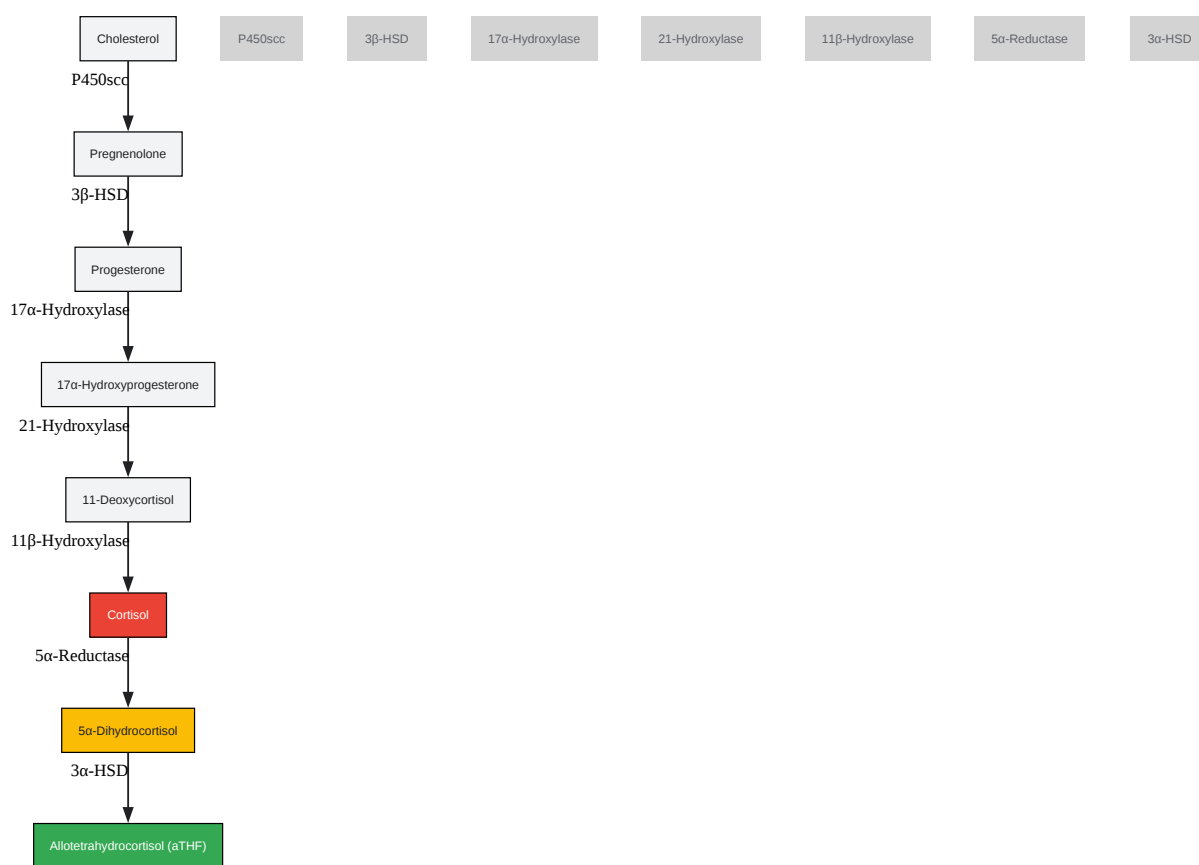 Cholesterol
P450scc
3β-HSD
17α-Hydroxylase
21-Hydroxylase
11β-Hydroxylase
5α-Reductase
3α-HSD
P450scc
Pregnenolone
3β-HSD
Progesterone
17α-Hydroxylase
17α-Hydroxyprogesterone
21-Hydroxylase
11-Deoxycortisol
11β-Hydroxylase
Cortisol
5α-Reductase
5α-Dihydrocortisol
3α-HSD
Allotetrahydrocortisol (aTHF)